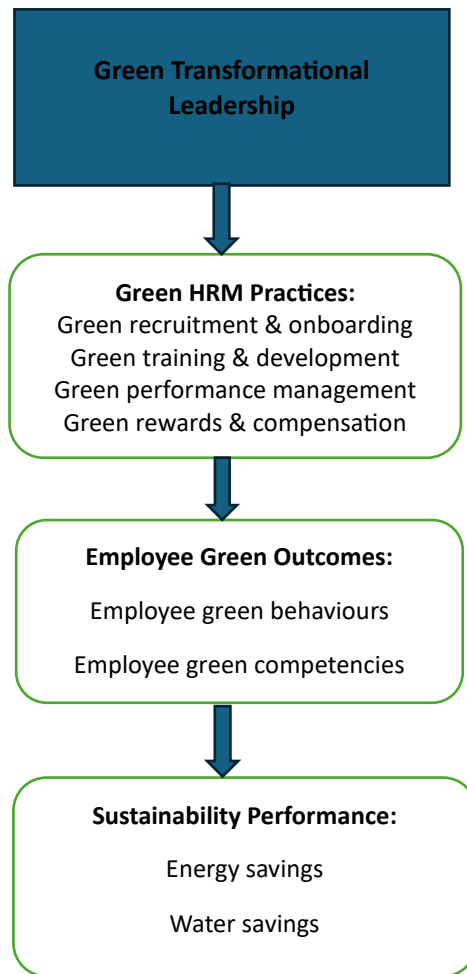 Green Transformational
Leadership
Green HRM Practices:
Green recruitment & onboarding
Green training & development
Green performance management
Green rewards & compensation
Employee Green Outcomes:
Employee green behaviours
Employee green competencies
Sustainability Performance:
Energy savings
Water savings